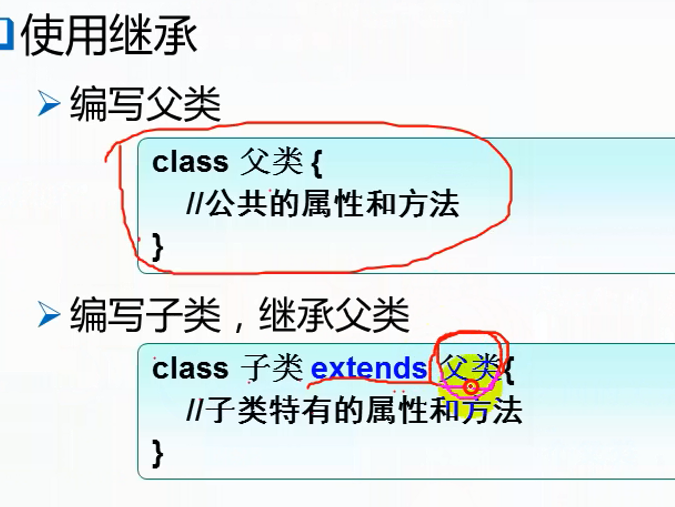 使用继承
编写父类
class 父类 {
//公共的属性和方法
}
编写子类，继承父类
class 子类 extends 父类{
//子类特有的属性和方法
}